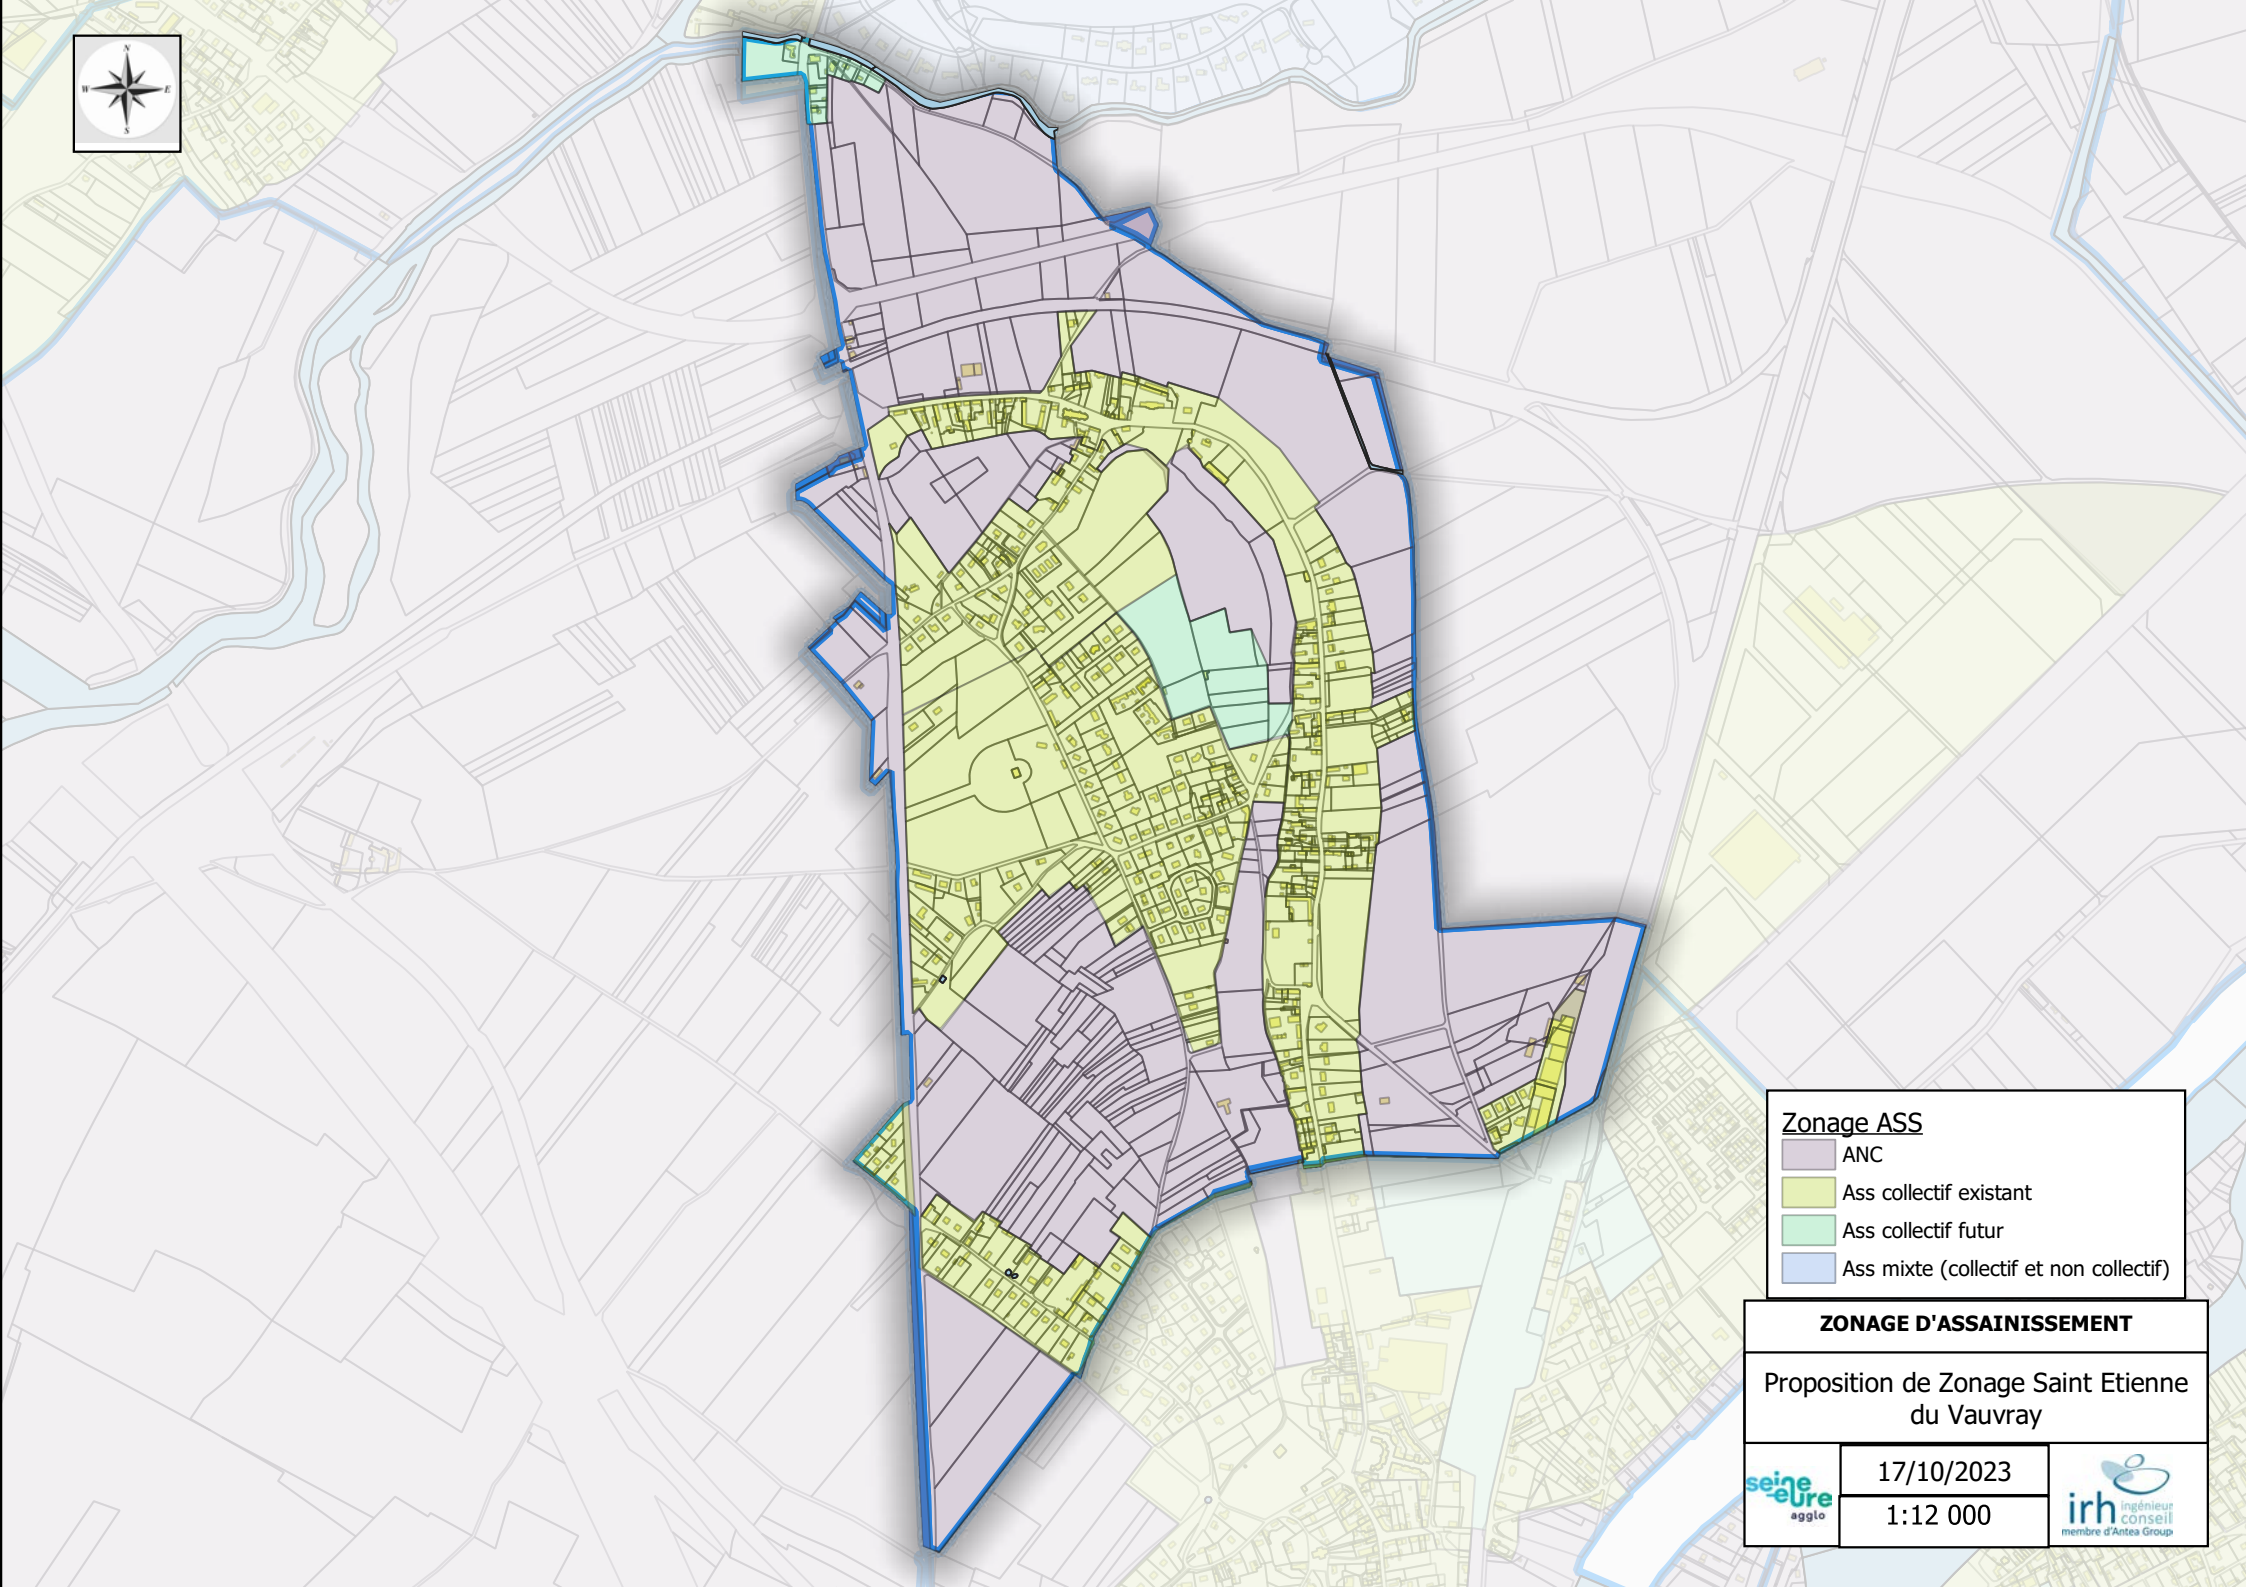 N
W E
S
Zonage ASS
ANC
Ass collectif existant
Ass collectif futur
Ass mixte (collectif et non collectif)
ZONAGE D'ASSAINISSEMENT
Proposition de Zonage Saint Etienne
du Vauvray
seine
eure
agglo
17/10/2023
1:12 000
irh ingénieur
conseil
membre d'Antea Group